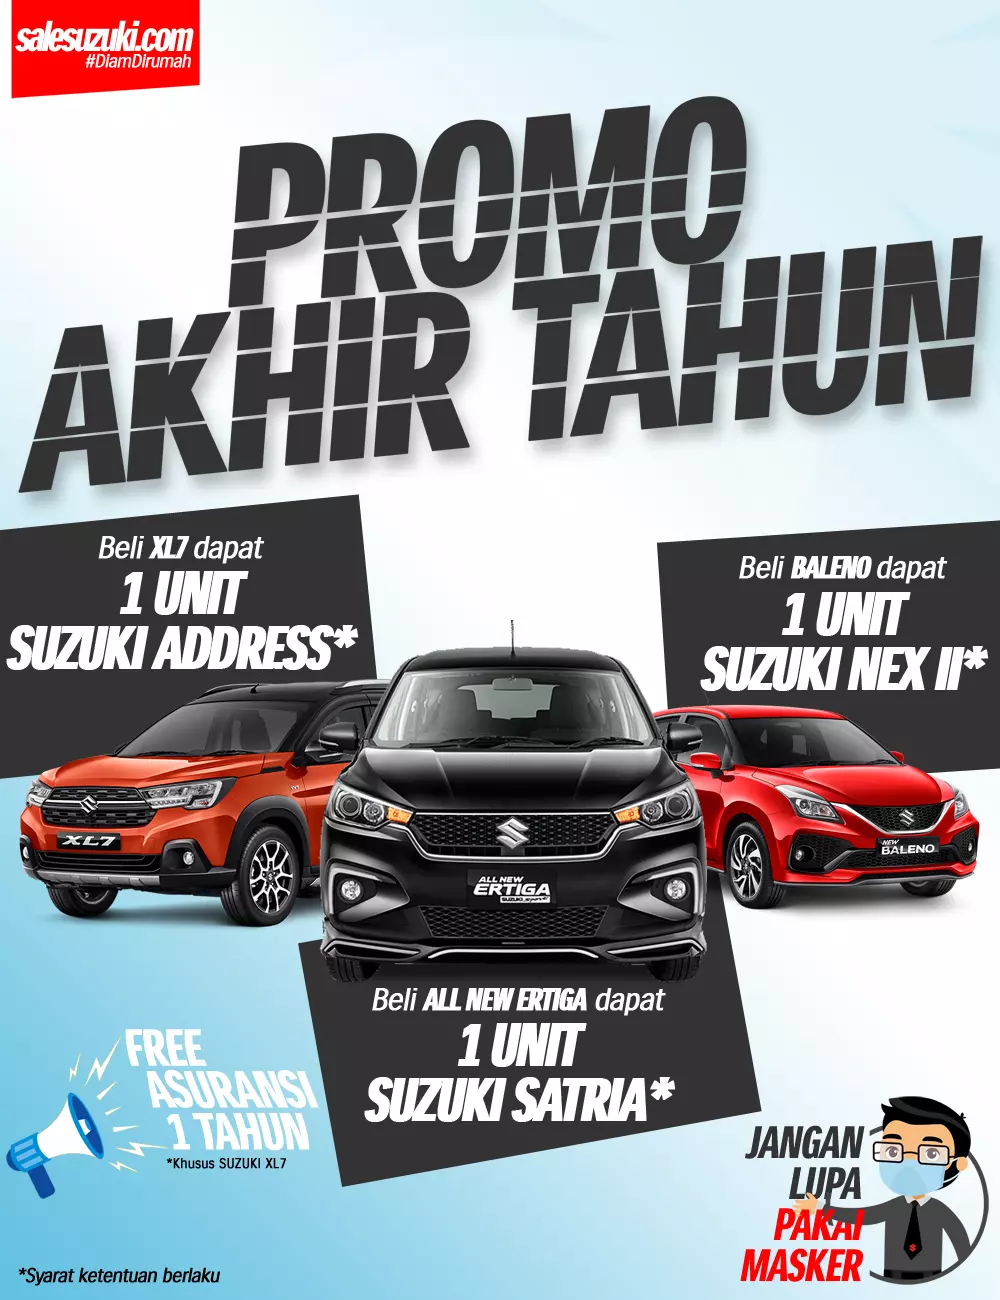 salesuzuki.com
#DiamDirumah
PROMO
AKHIR TAHUN
Beli XL7 dapat
1 UNIT
SUZUKI ADDRESS*
Beli BALENO dapat
1 UNIT
SUZUKI NEX II*
XL7
ALL NEW
ERTIGA
SUZUKI Sport
NEW
BALENO
Beli ALL NEW ERTIGA dapat
1 UNIT
SUZUKI SATRIA*
FREE
ASURANSI
1 TAHUN
*Khusus SUZUKI XL7
JANGAN
LUPA
PAKAI
MASKER
*Syarat ketentuan berlaku